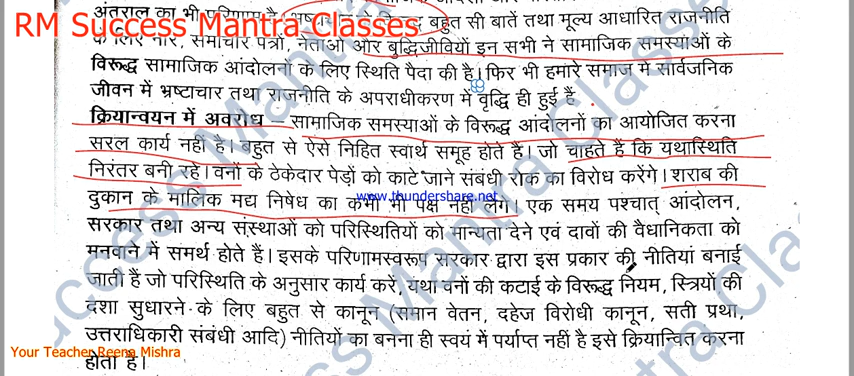 अंतराल का भी परिणाम है। बहुत सी बातें तथा मूल्य आधारित राजनीति
RM Success Mantra Classes
के लिए नारे, समाचार पत्रों, नेताओं और बुद्धिजीवियों इन सभी ने सामाजिक समस्याओं के
विरूद्ध सामाजिक आंदोलनों के लिए स्थिति पैदा की है। फिर भी हमारे समाज में सार्वजनिक
जीवन में भ्रष्टाचार तथा राजनीति के अपराधीकरण में वृद्धि ही हुई है .
क्रियान्वयन में अवरोध – सामाजिक समस्याओं के विरूद्ध आंदोलनों का आयोजित करना
सरल कार्य नहीं है। बहुत से ऐसे निहित स्वार्थ समूह होते है। जो चाहते है कि यथास्थिति
निरंतर बनी रहे। वनों के ठेकेदार पेड़ों को काटे जाने संबंधी रोक का विरोध करेंगे। शराब की
www.thundershare.net
दुकान के मालिक मद्य निषेध का कभी भी पक्ष नहीं लेंगे। एक समय पश्चात् आंदोलन,
सरकार तथा अन्य संस्थाओं को परिस्थितियों को मान्यता देने एवं दावों की वैधानिकता को
मनवाने में समर्थ होते है। इसके परिणामस्वरूप सरकार द्वारा इस प्रकार की नीतियां बनाई
जाती है जो परिस्थिति के अनुसार कार्य करें, यथा वनों की कटाई के विरूद्ध नियम, स्त्रियों की
दशा सुधारने के लिए बहुत से कानून (समान वेतन, दहेज विरोधी कानून, सती प्रथा,
उत्तराधिकारी संबंधी आदि) नीतियों का बनना ही स्वयं में पर्याप्त नहीं है इसे क्रियान्वित करना
Your Teacher Reena Mishra
होता है।